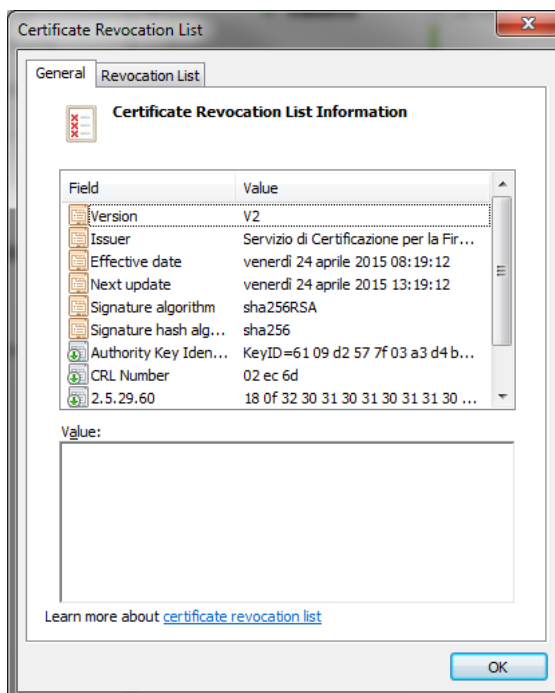 Certificate Revocation List
General Revocation List
Certificate Revocation List Information
Field Value
Version V2
Issuer Servizio di Certificazione per la Fir...
Effective date venerdì 24 aprile 2015 08:19:12
Next update venerdì 24 aprile 2015 13:19:12
Signature algorithm sha256RSA
Signature hash alg... sha256
Authority Key Iden... KeyID=61 09 d2 57 7f 03 a3 d4 b...
CRL Number 02 ec 6d
2.5.29.60 18 0f 32 30 31 30 31 30 31 31 30 ...
Value:
Learn more about certificate revocation list
OK